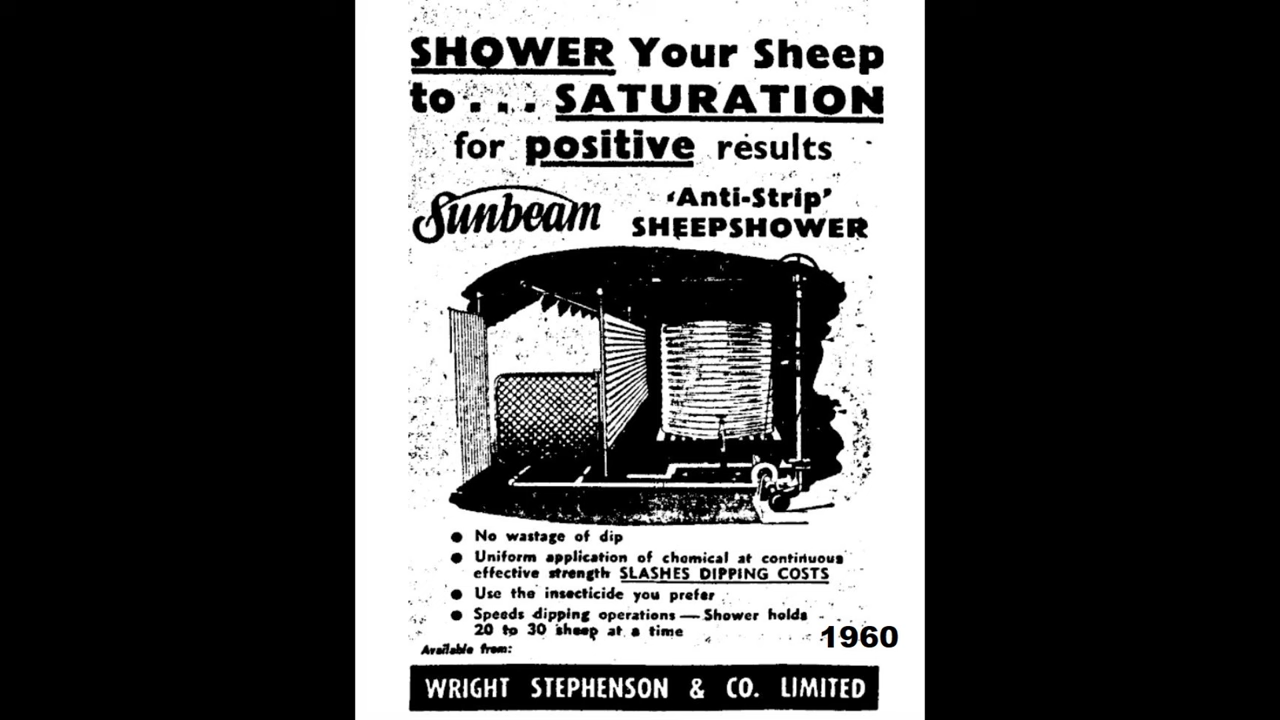 SHOWER Your Sheep
to . . . SATURATION
for positive results
Sunbeam
'Anti-Strip'
SHEEPSHOWER
● No wastage of dip
● Uniform application of chemical at continuous
effective strength SLASHES DIPPING COSTS
● Use the insecticide you prefer
● Speeds dipping operations — Shower holds
20 to 30 sheep at a time
1960
Available from:
WRIGHT STEPHENSON & CO. LIMITED